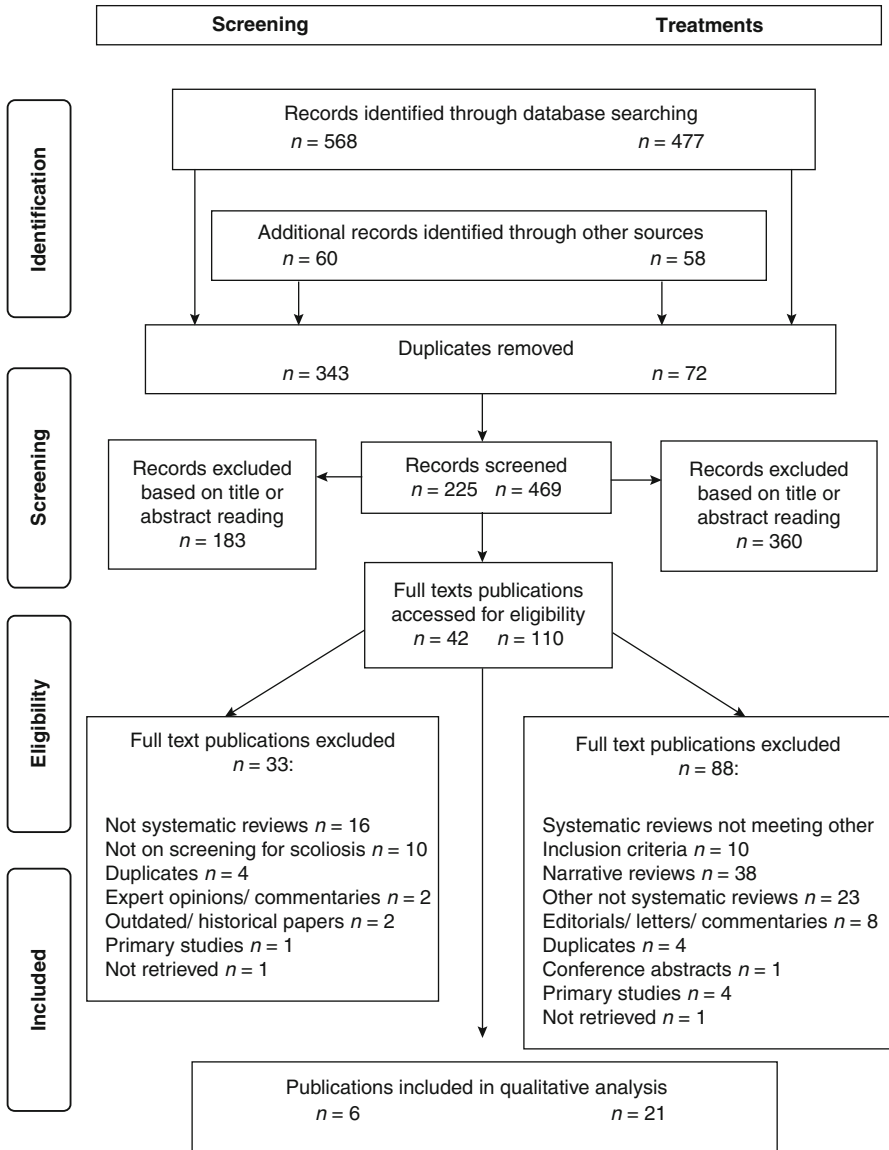 Screening Treatments
Identification
Records identified through database searching
n = 568 n = 477
Additional records identified through other sources
n = 60 n = 58
Duplicates removed
n = 343 n = 72
Screening
Records excluded
based on title or
abstract reading
n = 183
Records screened
n = 225 n = 469
Records excluded
based on title or
abstract reading
n = 360
Full texts publications
accessed for eligibility
n = 42 n = 110
Eligibility
Full text publications excluded
n = 33:
Not systematic reviews n = 16
Not on screening for scoliosis n = 10
Duplicates n = 4
Expert opinions/ commentaries n = 2
Outdated/ historical papers n = 2
Primary studies n = 1
Not retrieved n = 1
Full text publications excluded
n = 88:
Systematic reviews not meeting other
Inclusion criteria n = 10
Narrative reviews n = 38
Other not systematic reviews n = 23
Editorials/ letters/ commentaries n = 8
Duplicates n = 4
Conference abstracts n = 1
Primary studies n = 4
Not retrieved n = 1
Included
Publications included in qualitative analysis
n = 6 n = 21